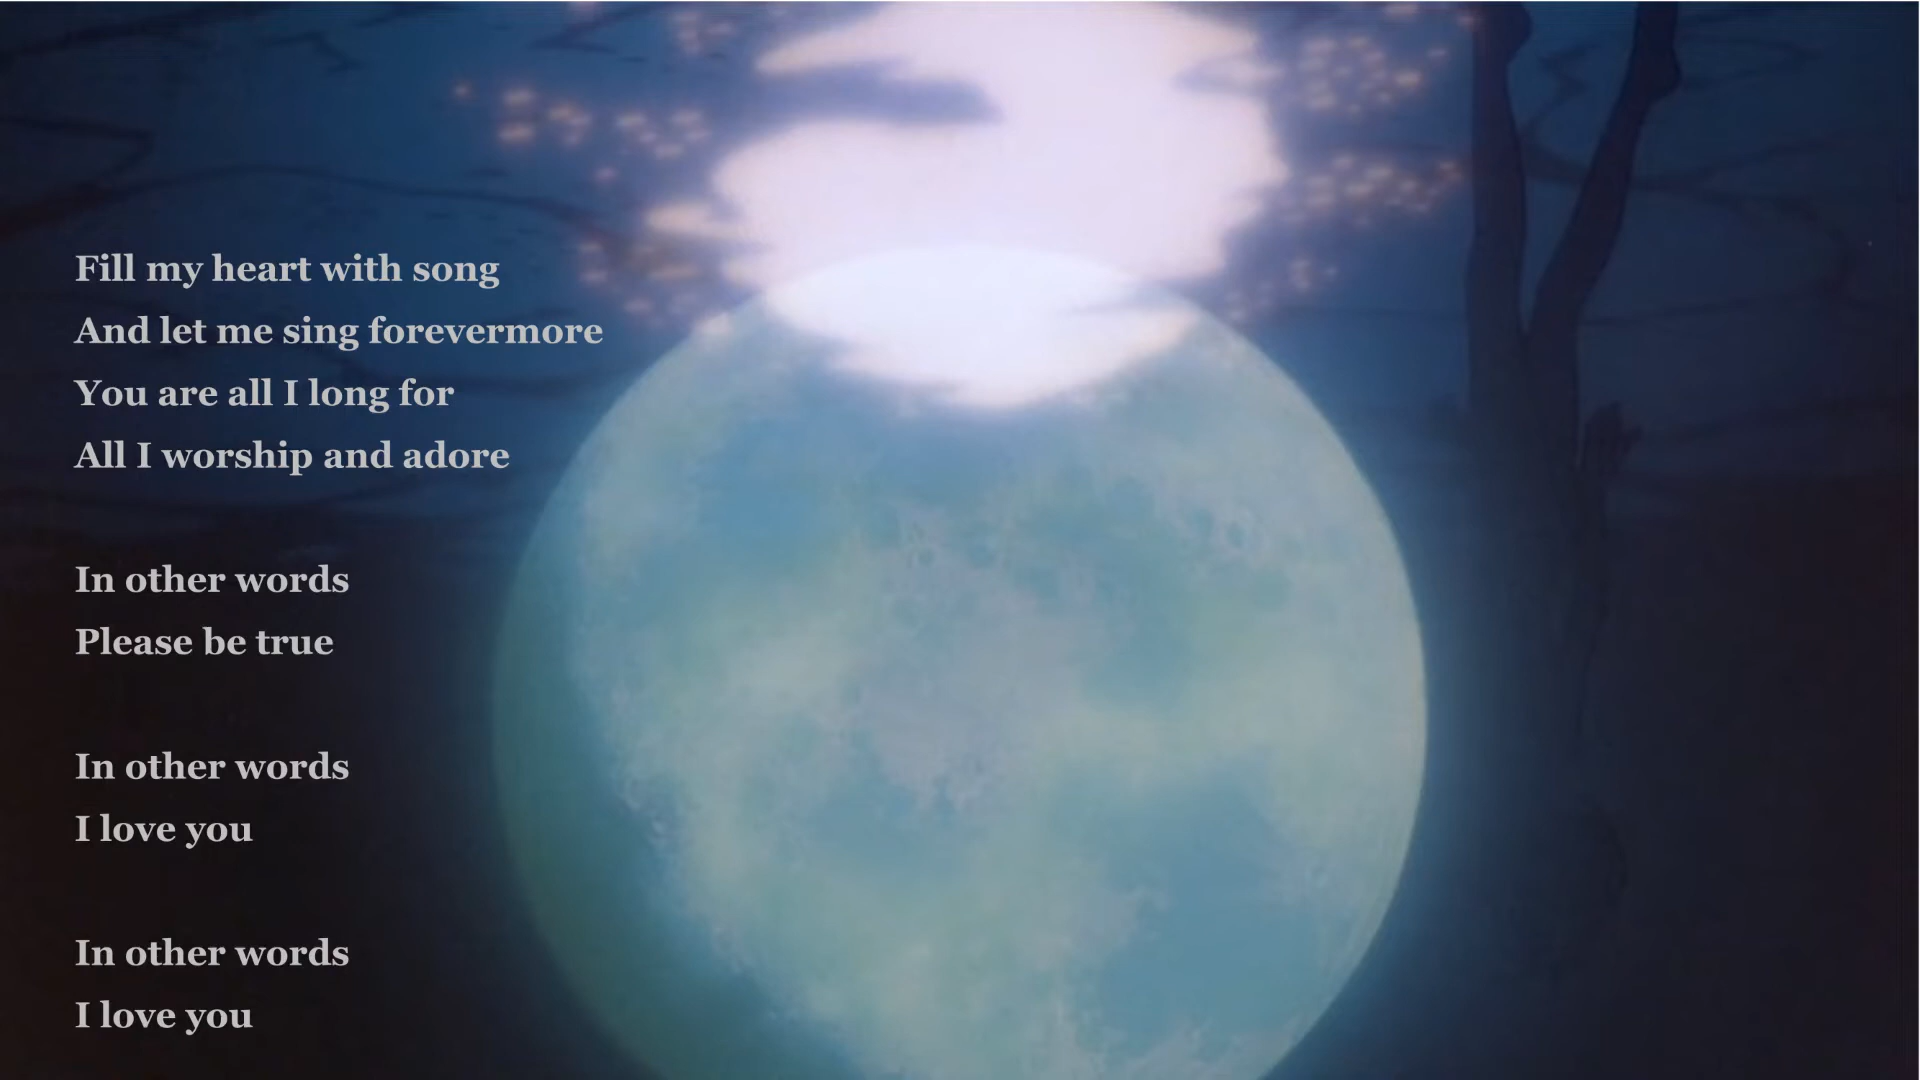 Fill my heart with song
And let me sing forevermore
You are all I long for
All I worship and adore
In other words
Please be true
In other words
I love you
In other words
I love you